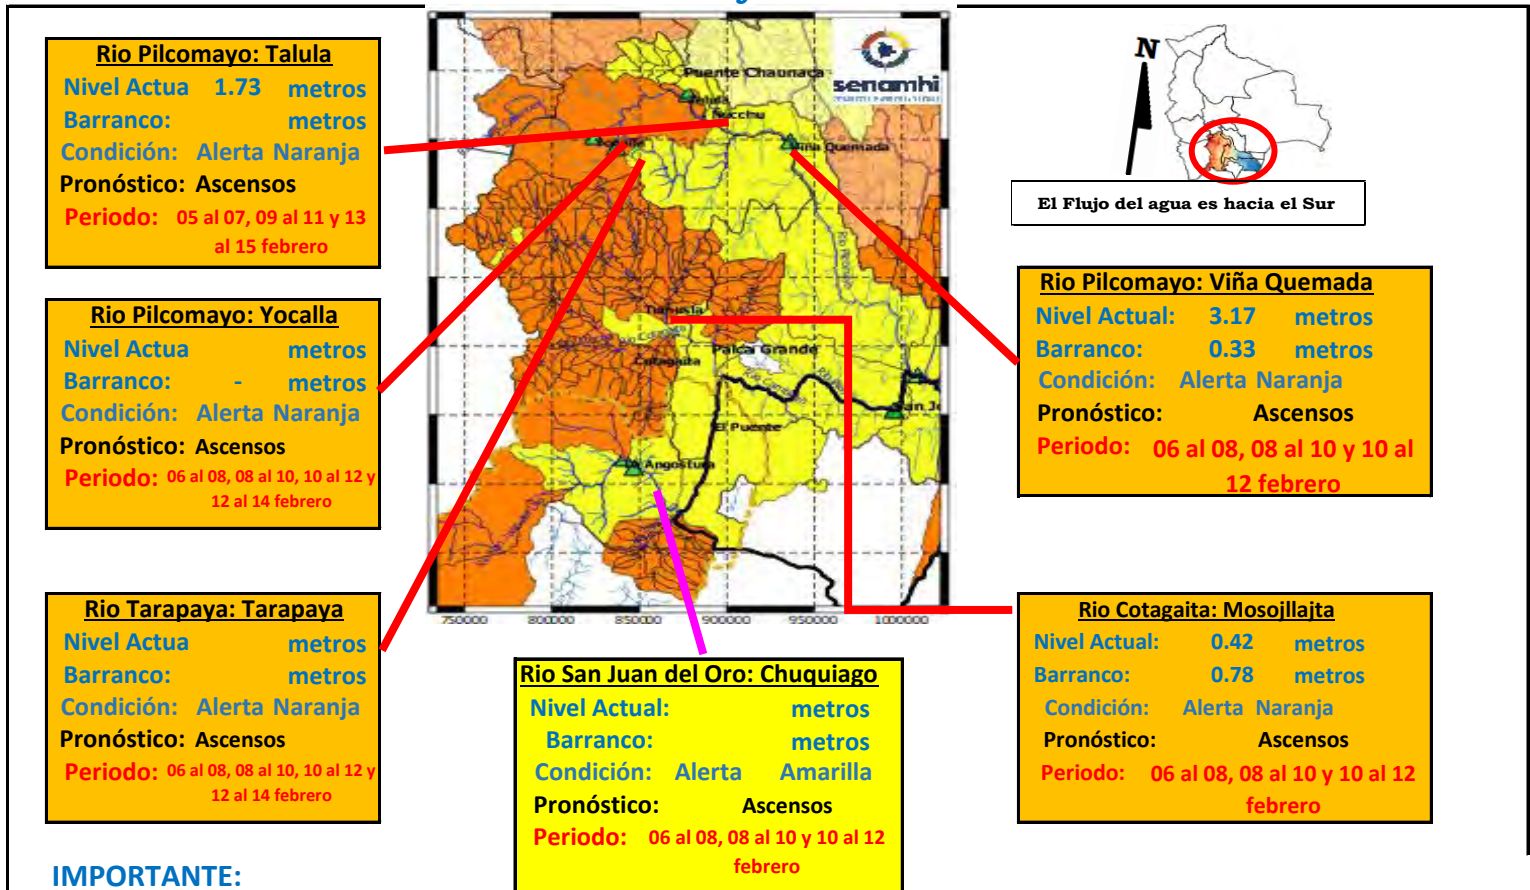 Rio Pilcomayo: Talula
Nivel Actua 1.73 metros
Barranco: metros
Condición: Alerta Naranja
Pronóstico: Ascensos
Periodo: 05 al 07, 09 al 11 y 13
al 15 febrero
Rio Pilcomayo: Yocalla
Nivel Actua metros
Barranco: - metros
Condición: Alerta Naranja
Pronóstico: Ascensos
Periodo: 06 al 08, 08 al 10, 10 al 12 y
12 al 14 febrero
Rio Tarapaya: Tarapaya
Nivel Actua metros
Barranco: metros
Condición: Alerta Naranja
Pronóstico: Ascensos
Periodo: 06 al 08, 08 al 10, 10 al 12 y
12 al 14 febrero
IMPORTANTE:
senamhi
Puente Chaunaca
Talula
Nucchu
Viña Quemada
Tumusla
Cotagaita
Palca Grande
San J
El Puente
Angostura
750000 800000 850000 900000 950000 1000000
Rio San Juan del Oro: Chuquiago
Nivel Actual: metros
Barranco: metros
Condición: Alerta Amarilla
Pronóstico: Ascensos
Periodo: 06 al 08, 08 al 10 y 10 al 12
febrero
N
El Flujo del agua es hacia el Sur
Rio Pilcomayo: Viña Quemada
Nivel Actual: 3.17 metros
Barranco: 0.33 metros
Condición: Alerta Naranja
Pronóstico: Ascensos
Periodo: 06 al 08, 08 al 10 y 10 al
12 febrero
Rio Cotagaita: Mosojllajta
Nivel Actual: 0.42 metros
Barranco: 0.78 metros
Condición: Alerta Naranja
Pronóstico: Ascensos
Periodo: 06 al 08, 08 al 10 y 10 al 12
febrero